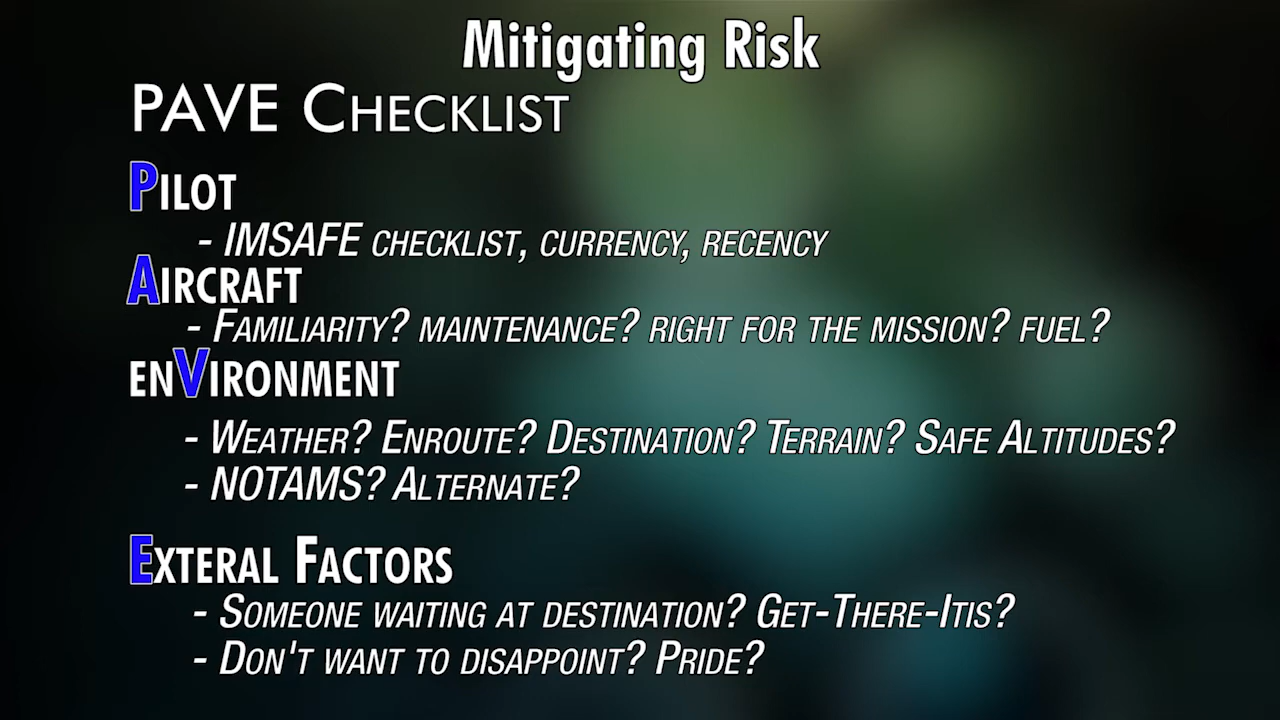 Mitigating Risk
PAVE CHECKLIST
PILOT
- IMSAFE CHECKLIST, CURRENCY, RECENCY
AIRCRAFT
- FAMILIARITY? MAINTENANCE? RIGHT FOR THE MISSION? FUEL?
ENVIRONMENT
- WEATHER? ENROUTE? DESTINATION? TERRAIN? SAFE ALTITUDES?
- NOTAMS? ALTERNATE?
EXTERAL FACTORS
- SOMEONE WAITING AT DESTINATION? GET-THERE-ITIS?
- DON'T WANT TO DISAPPOINT? PRIDE?